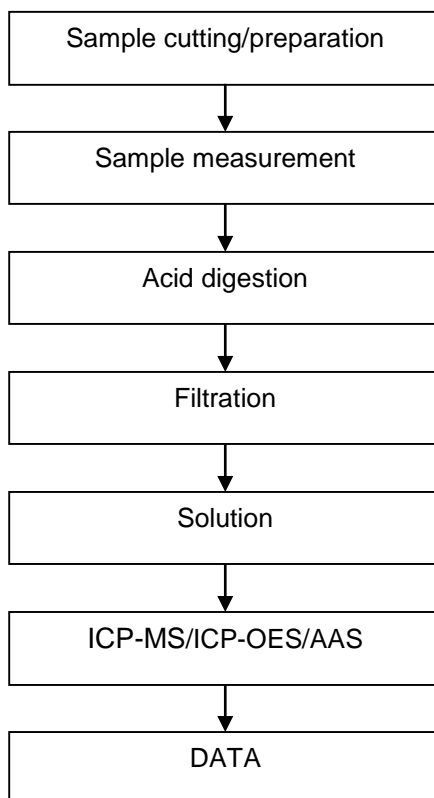 Sample cutting/preparation
Sample measurement
Acid digestion
Filtration
Solution
ICP-MS/ICP-OES/AAS
DATA